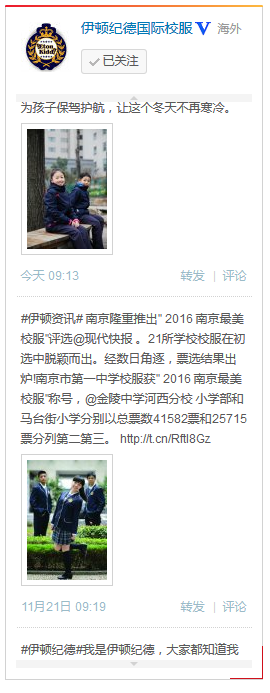 伊顿纪德国际校服 V 海外
Eton Kidd
已关注
为孩子保驾护航，让这个冬天不再寒冷。
今天 09:13 转发 | 评论
#伊顿资讯# 南京隆重推出" 2016 南京最美
校服"评选@现代快报 。21所学校校服在初
选中脱颖而出。经数日角逐，票选结果出
炉!南京市第一中学校服获" 2016 南京最美
校服"称号，@金陵中学河西分校 小学部和
马台街小学分别以总票数41582票和25715
票分列第二第三。 http://t.cn/RftI8Gz
11月21日 09:19 转发 | 评论
#伊顿纪德#我是伊顿纪德，大家都知道我